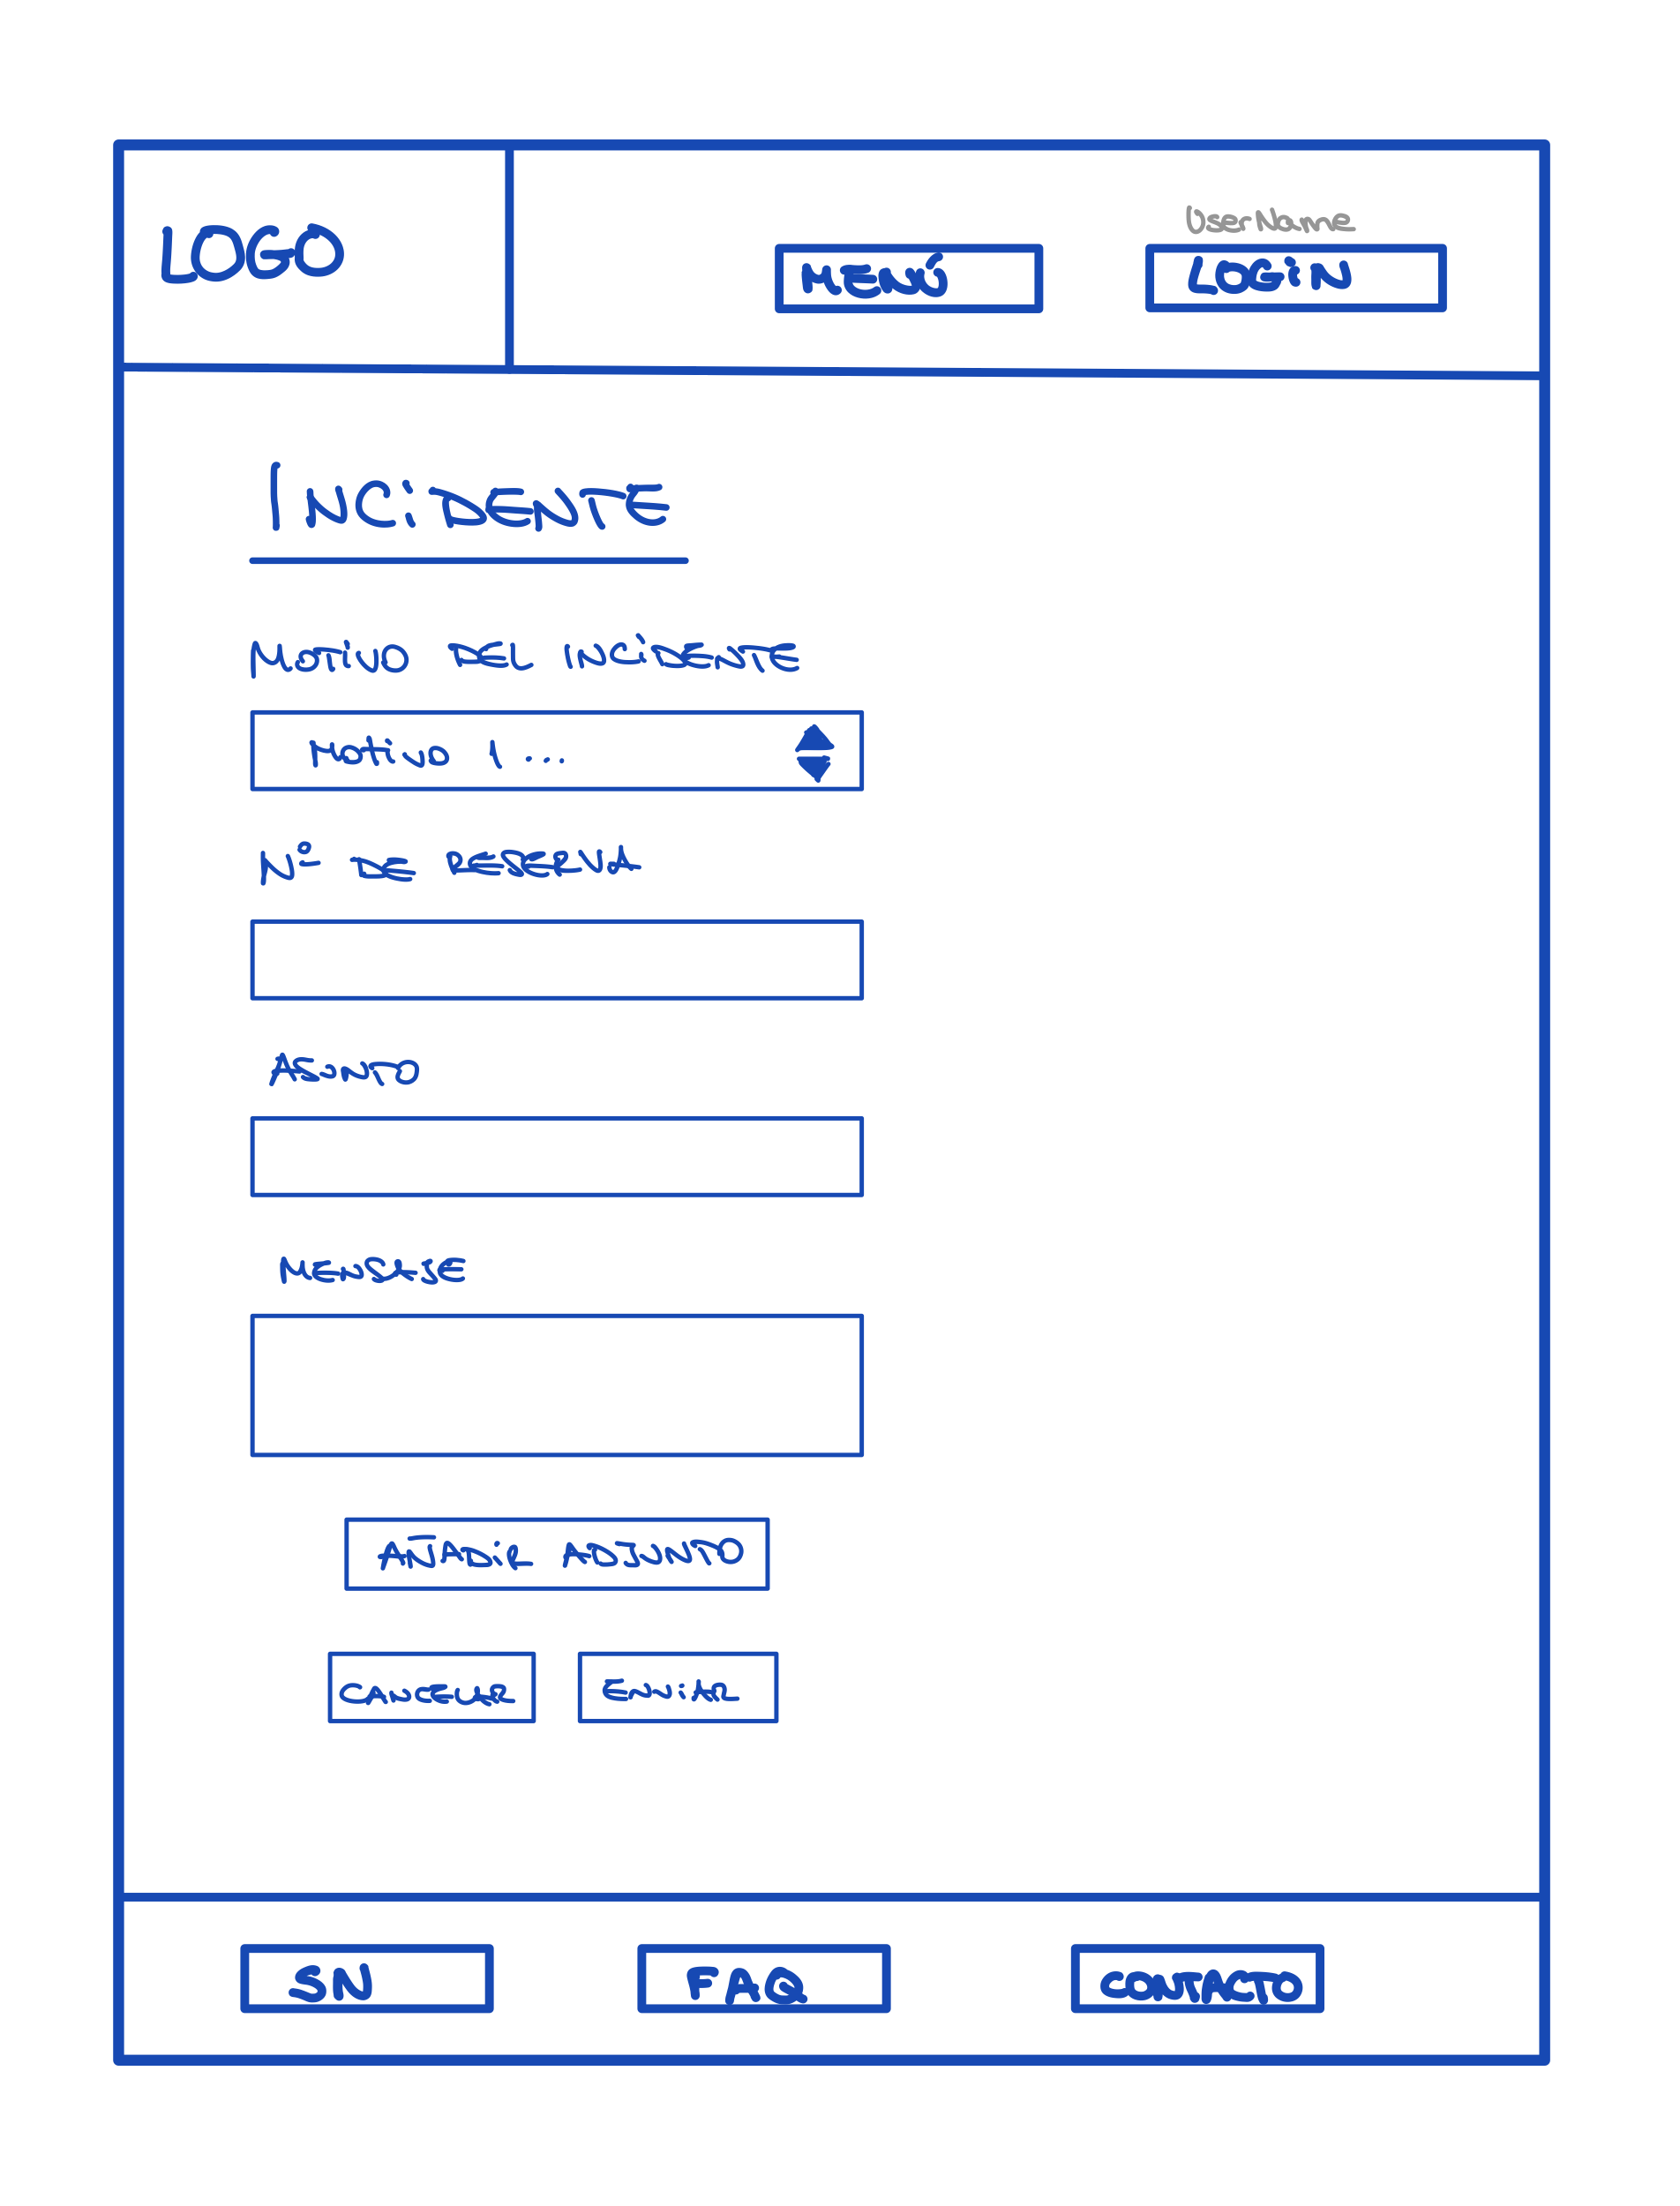 LOGO
UserName
MENÚ
LOGiN
INCiDENTE
MOTiVO DEL INCiDENTE
Motivo 1...
Nº DE RESERVA
ASUNTO
MENSAJE
AÑADiR ADJUNTO
CANCELAR
ENViAR
SN
FAQ
CONTACTO